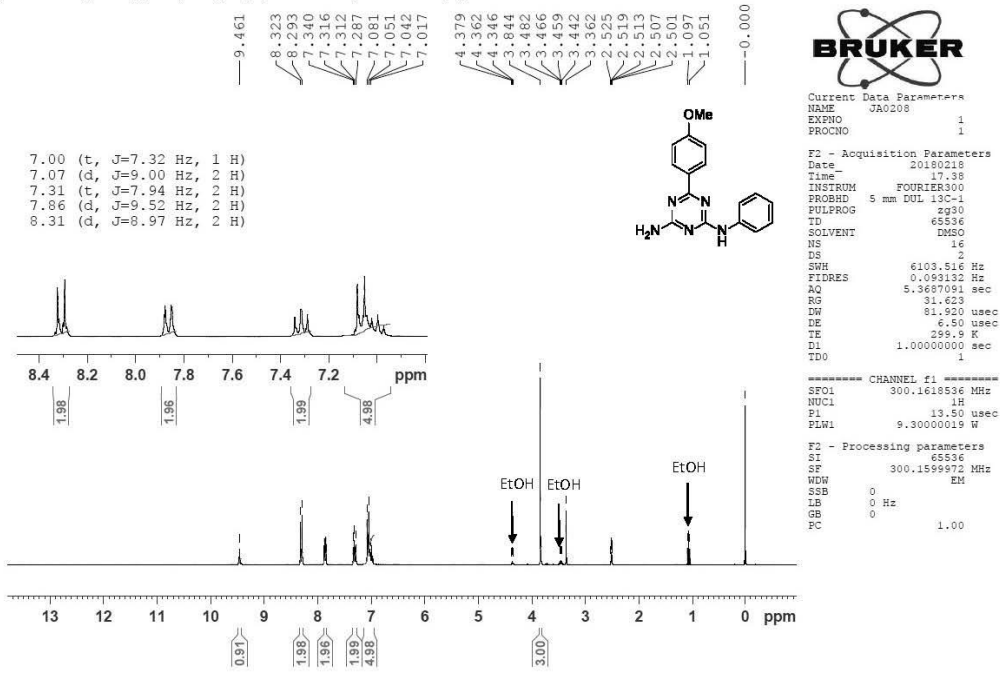 9.461
8.323
8.293
7.340
7.316
7.312
7.287
7.081
7.051
7.042
7.017
4.379
4.362
4.346
3.844
3.482
3.466
3.459
3.442
3.362
2.525
2.519
2.513
2.507
2.501
1.097
1.051
-0.000
BRUKER
7.00 (t, J=7.32 Hz, 1 H)
7.07 (d, J=9.00 Hz, 2 H)
7.31 (t, J=7.94 Hz, 2 H)
7.86 (d, J=9.52 Hz, 2 H)
8.31 (d, J=8.97 Hz, 2 H)
OMe
N N
H2N N NH
8.4 8.2 8.0 7.8 7.6 7.4 7.2 ppm
1.98 1.96 1.99 4.98
EtOH EtOH EtOH
13 12 11 10 9 8 7 6 5 4 3 2 1 0 ppm
0.91 1.98 1.96 1.99 4.98 3.00
Current Data Parameters
NAME JA0208
EXPNO 1
PROCNO 1
F2 - Acquisition Parameters
Date_ 20180218
Time 17.38
INSTRUM FOURIER300
PROBHD 5 mm DUL 13C-1
PULPROG zg30
TD 65536
SOLVENT DMSO
NS 16
DS 2
SWH 6103.516 Hz
FIDRES 0.093132 Hz
AQ 5.3687091 sec
RG 31.623
DW 81.920 usec
DE 6.50 usec
TE 299.9 K
D1 1.00000000 sec
TD0 1
======== CHANNEL f1 ========
SFO1 300.1618536 MHz
NUC1 1H
P1 13.50 usec
PLW1 9.30000019 W
F2 - Processing parameters
SI 65536
SF 300.1599972 MHz
WDW EM
SSB 0
LB 0 Hz
GB 0
PC 1.00